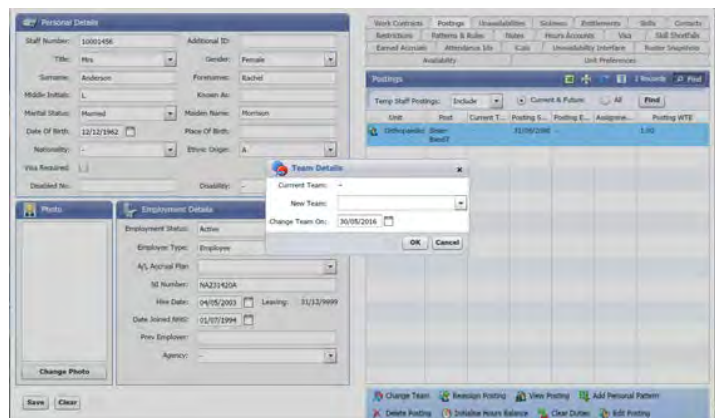 Personal Details
Staff Number: 10001456 Additional ID:
Title: Mrs Gender: Female
Surname: Anderson Forenames: Rachel
Middle Initials: L Known As:
Marital Status: Married Maiden Name: Morrison
Date Of Birth: 12/12/1962 Place Of Birth:
Nationality: - Ethnic Origin: A
Visa Required:
Disabled No: Disability: -
Photo
Change Photo
Save Clear
Employment Details
Employment Status: Active
Employee Type: Employee
A/L Accrual Plan
NI Number: NA231420A
Hire Date: 04/05/2003 Leaving: 31/12/9999
Date Joined NHS: 01/07/1994
Prev Employer:
Agency: -
Team Details
Current Team: -
New Team:
Change Team On: 30/05/2016
OK Cancel
Work Contracts Postings Unavailabilities Sickness Entitlements Skills Contacts
Restrictions Patterns & Rules Notes Hours Accounts Visa Skill Shortfalls
Earned Accruals Attendance Ids Unavailability Interface Roster Snapshots
Availability Unit Preferences
Postings 1 Records Find
Temp Staff Postings: Include Current & Future All Find
Unit Post Current T... Posting S... Posting E... Assignme... Posting WTE
Orthopaedics 31/05/2000 - 1.00
Band7
Change Team Reassign Posting View Posting Add Personal Pattern
Delete Posting Initialise Hours Balance Clear Duties Edit Posting